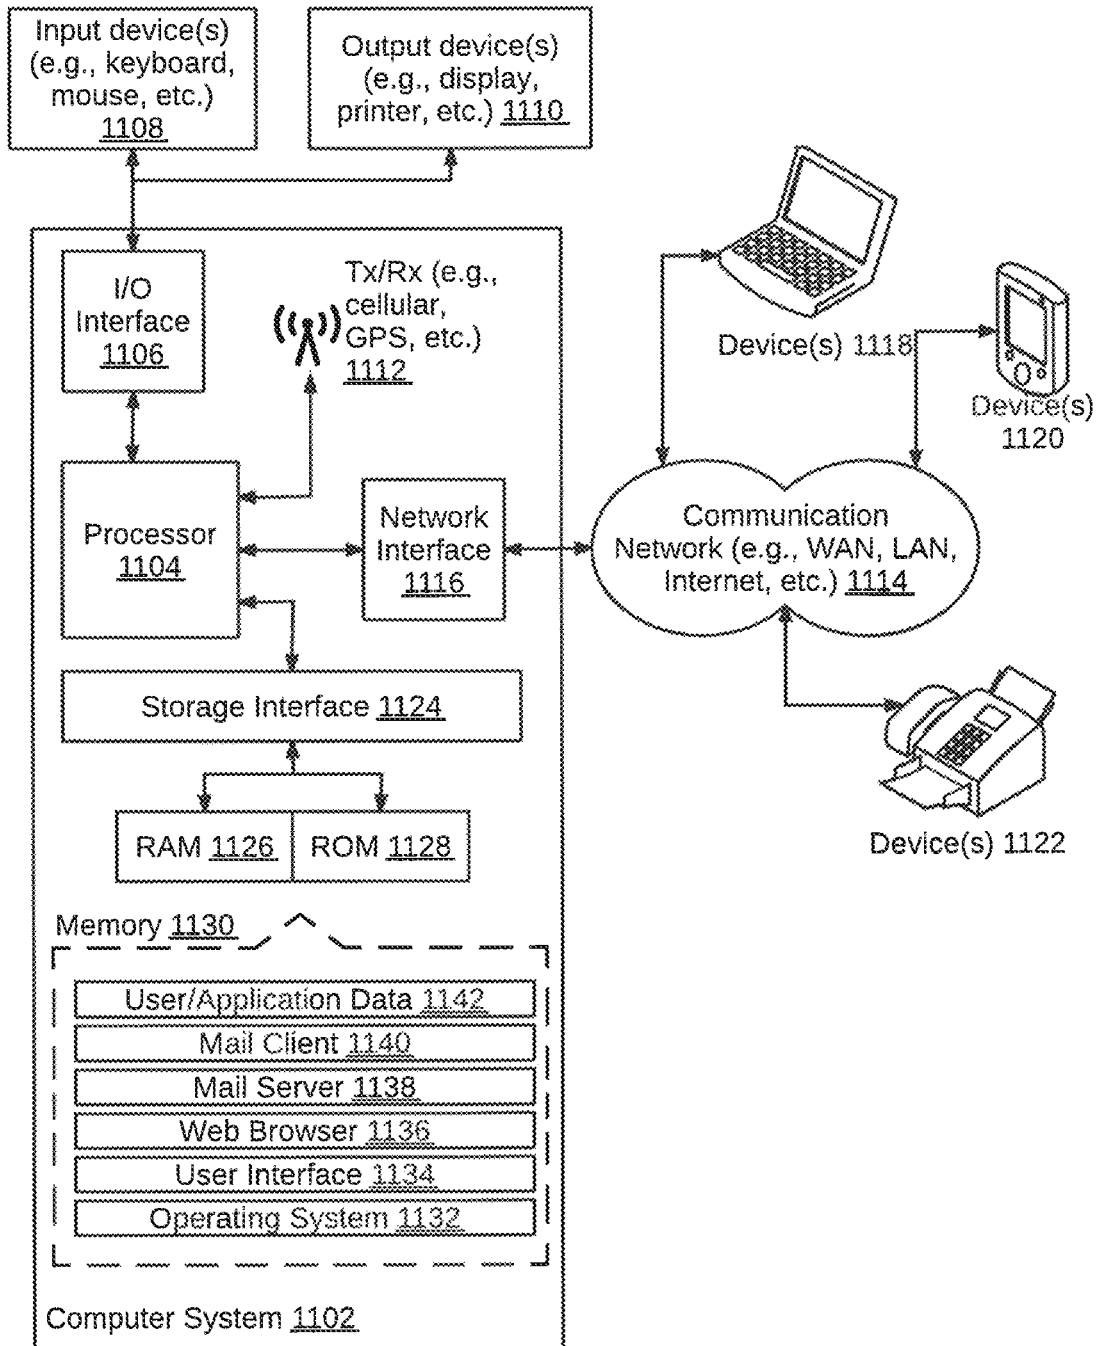 Input device(s)
(e.g., keyboard,
mouse, etc.)
1108
Output device(s)
(e.g., display,
printer, etc.) 1110
I/O
Interface
1106
Tx/Rx (e.g.,
cellular,
GPS, etc.)
1112
Device(s) 1118
Device(s)
1120
Processor
1104
Network
Interface
1116
Communication
Network (e.g., WAN, LAN,
Internet, etc.) 1114
Storage Interface 1124
RAM 1126
ROM 1128
Device(s) 1122
Memory 1130
User/Application Data 1142
Mail Client 1140
Mail Server 1138
Web Browser 1136
User Interface 1134
Operating System 1132
Computer System 1102